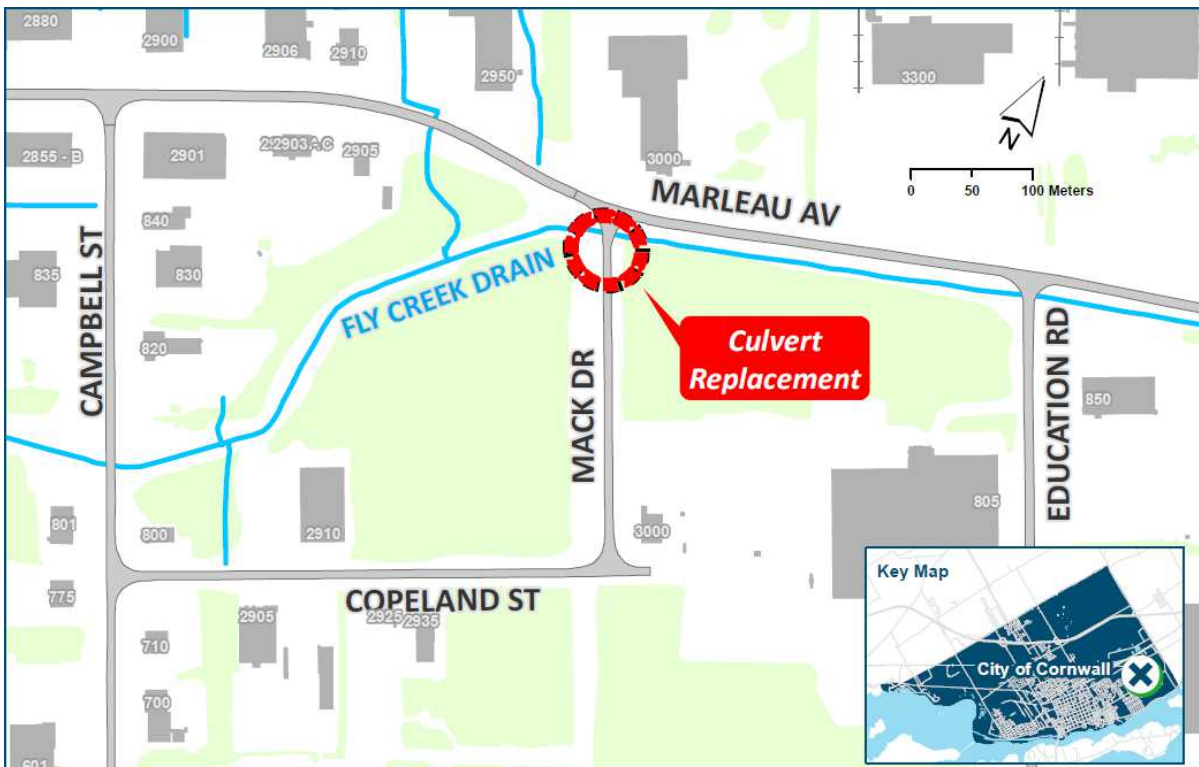 2880
2900
2906
2910
2950
3300
2855 - B
2901
2905
3000
MARLEAU AV
N
0 50 100 Meters
840
835
830
820
CAMPBELL ST
FLY CREEK DRAIN
Culvert
Replacement
MACK DR
EDUCATION RD
850
801
800
2910
3000
805
775
COPELAND ST
2905
2925
2935
710
700
601
Key Map
City of Cornwall